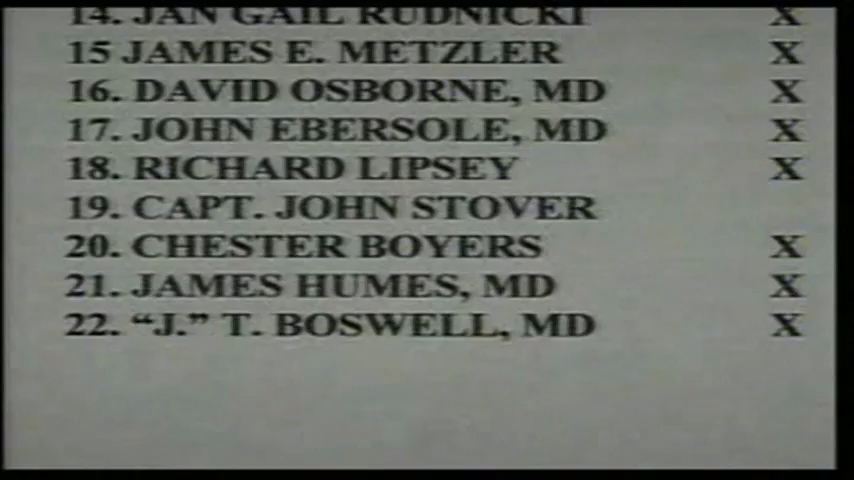 14. JAN GAIL RUDNICKI X
15 JAMES E. METZLER X
16. DAVID OSBORNE, MD X
17. JOHN EBERSOLE, MD X
18. RICHARD LIPSEY X
19. CAPT. JOHN STOVER
20. CHESTER BOYERS X
21. JAMES HUMES, MD X
22. “J.” T. BOSWELL, MD X